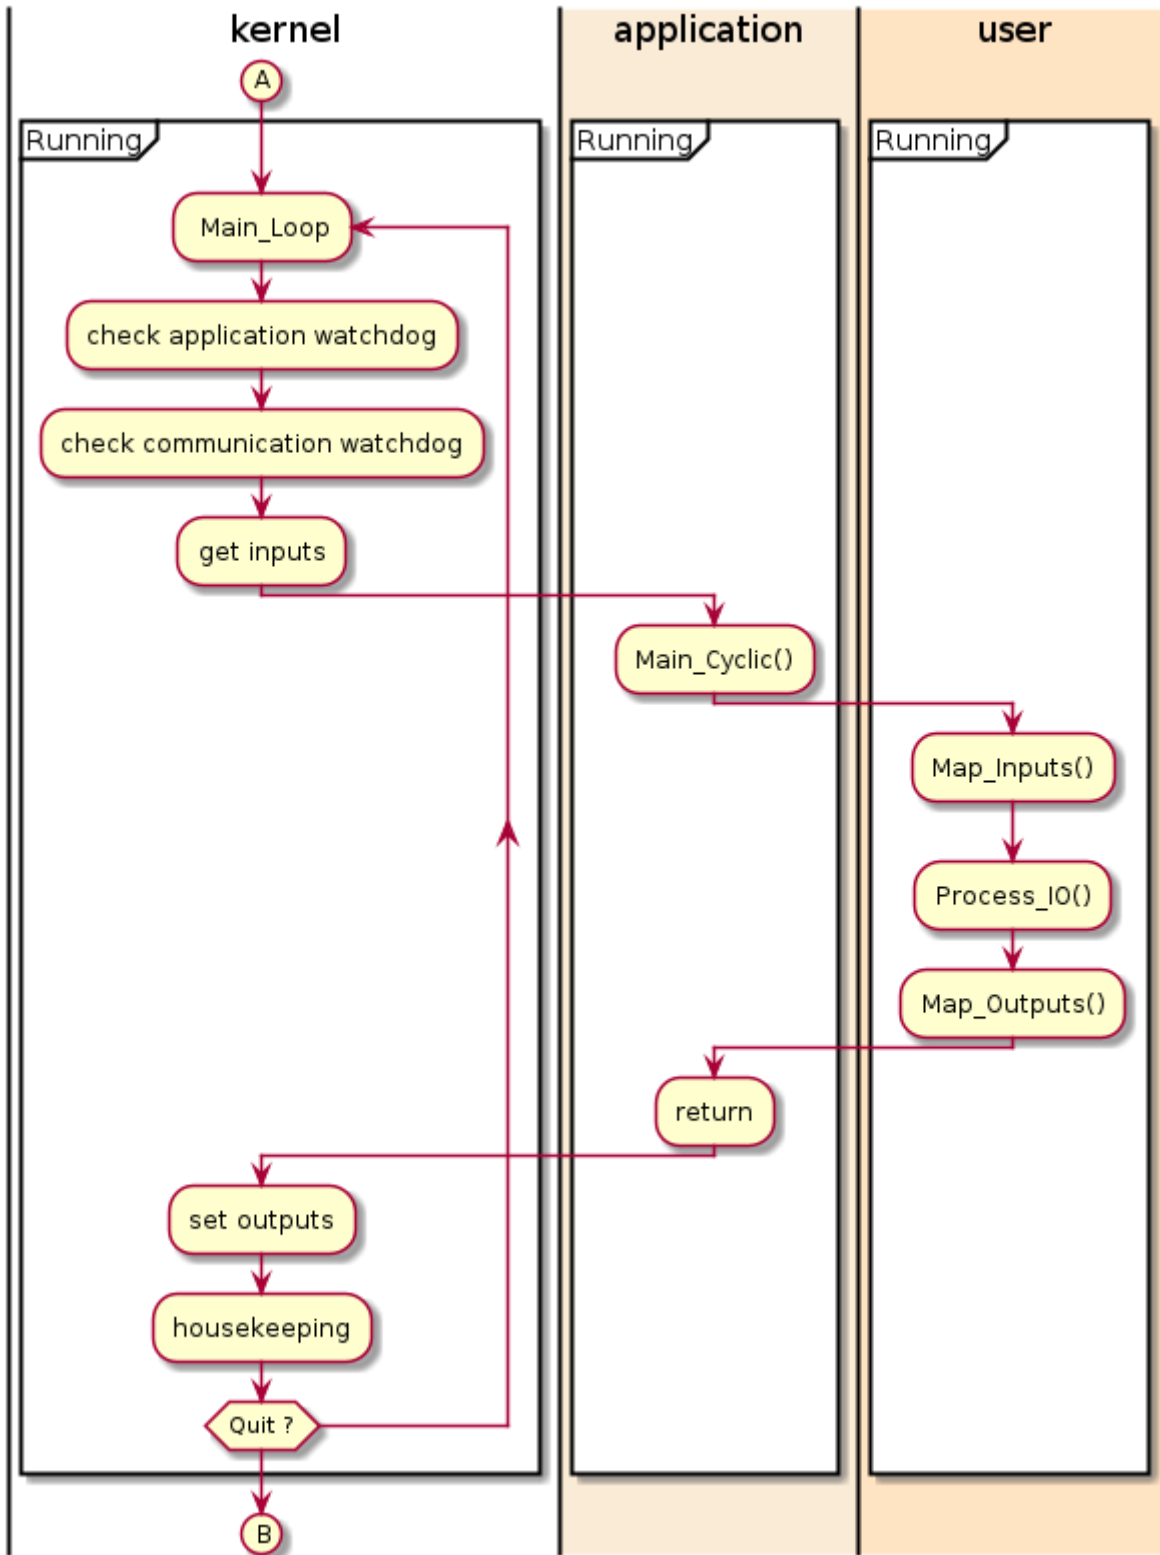 kernel
application
user
A
Running
Running
Running
Main_Loop
check application watchdog
check communication watchdog
get inputs
Main_Cyclic()
Map_Inputs()
Process_IO()
Map_Outputs()
return
set outputs
housekeeping
Quit ?
B